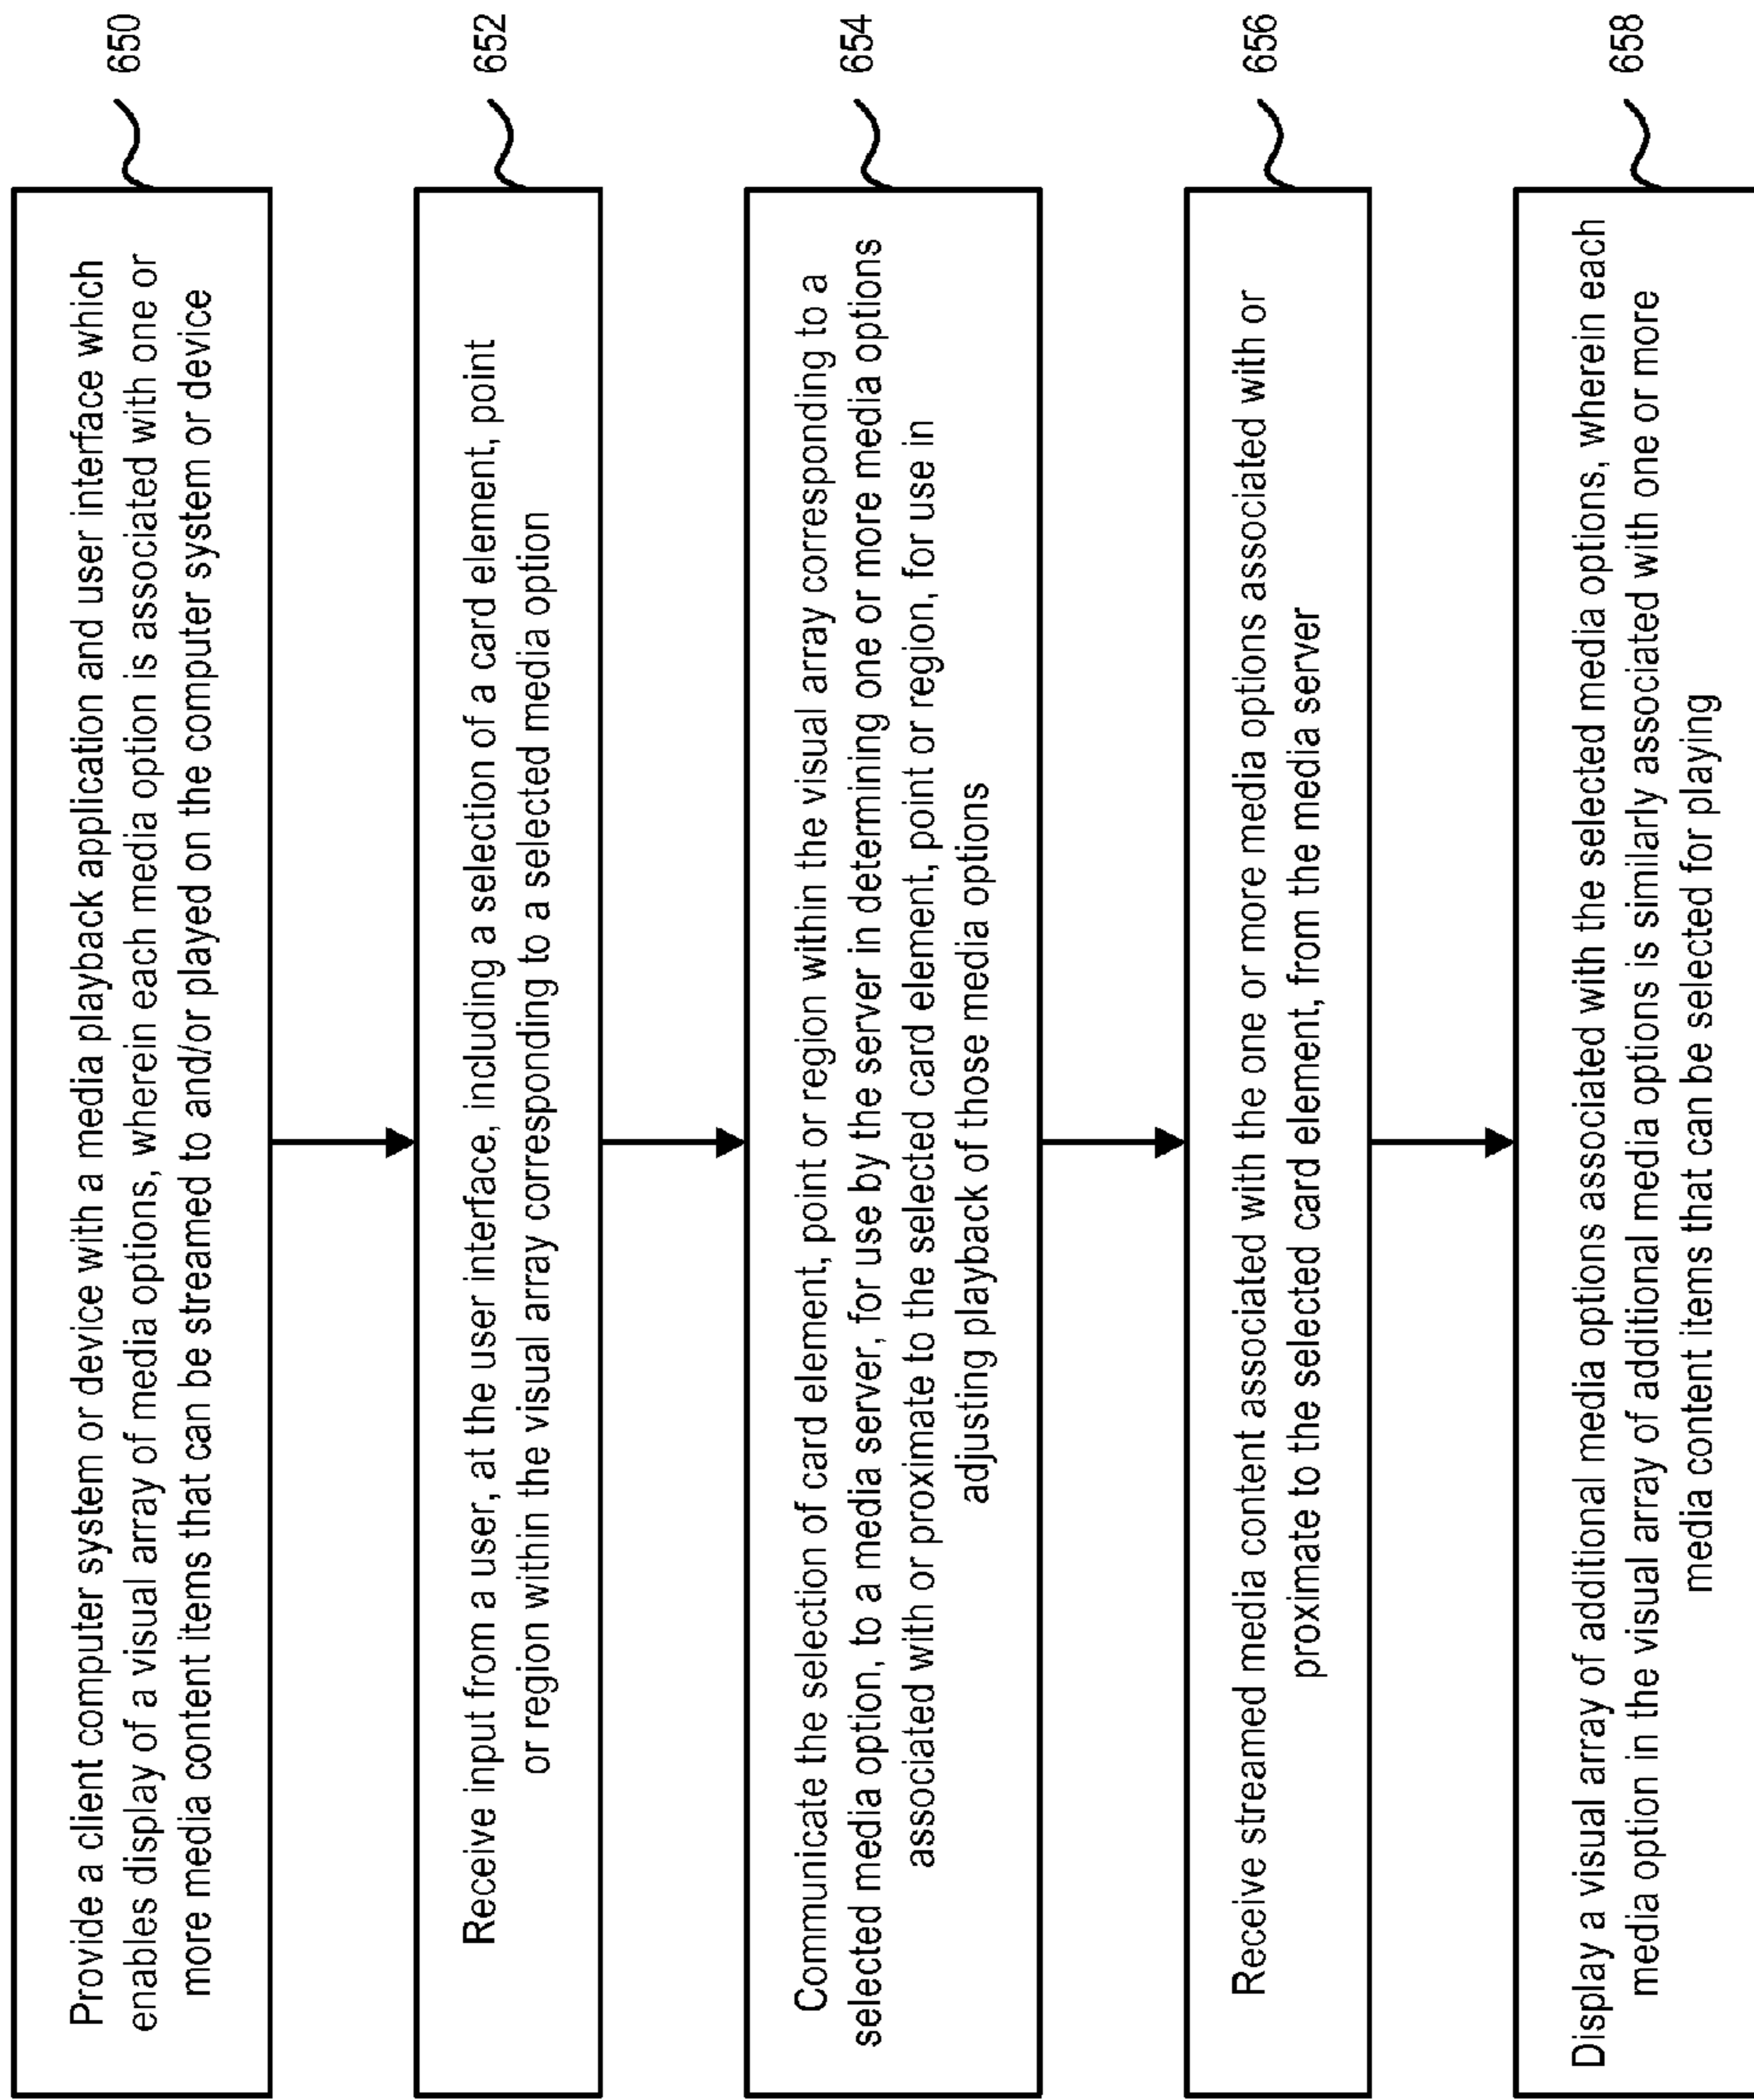 Provide a client computer system or device with a media playback application and user interface which
enables display of a visual array of media options, wherein each media option is associated with one or
more media content items that can be streamed to and/or played on the computer system or device
650
Receive input from a user, at the user interface, including a selection of a card element, point
or region within the visual array corresponding to a selected media option
652
Communicate the selection of card element, point or region within the visual array corresponding to a
selected media option, to a media server, for use by the server in determining one or more media options
associated with or proximate to the selected card element, point or region, for use in
adjusting playback of those media options
654
Receive streamed media content associated with the one or more media options associated with or
proximate to the selected card element, from the media server
656
Display a visual array of additional media options associated with the selected media options, wherein each
media option in the visual array of additional media options is similarly associated with one or more
media content items that can be selected for playing
658